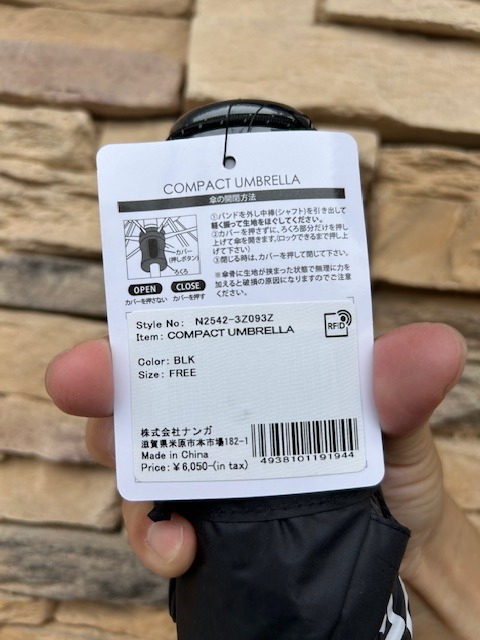 COMPACT UMBRELLA
傘の開閉方法
①バンドを外し中棒(シャフト)を引き出して
軽く振って生地をほぐしてください。
②カバーを押さずに、ろくろ部分だけを押し
上げて傘を開きます。(ロックできるまで押し上
げて下さい)
③閉じる時は、カバーを押して閉じて下さい。
※傘骨に生地が挟まった状態で無理に力を
加えると破損の原因になりますのでご注意
ください。
カバー
(押しボタン)
ろくろ
OPEN CLOSE
カバーを押さない カバーを押す
Style No: N2542-3Z093Z
Item: COMPACT UMBRELLA
RFID
Color: BLK
Size: FREE
株式会社ナンガ
滋賀県米原市本市場182-1
Made in China
Price: ¥6,050-(in tax)
4938101191944